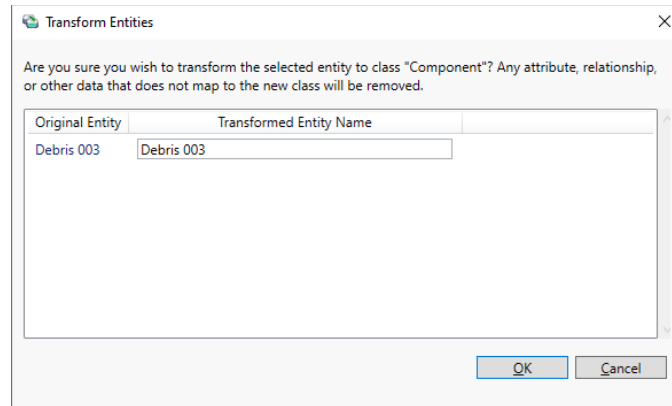 Transform Entities
Are you sure you wish to transform the selected entity to class "Component"? Any attribute, relationship,
or other data that does not map to the new class will be removed.
Original Entity Transformed Entity Name
Debris 003 Debris 003
OK Cancel